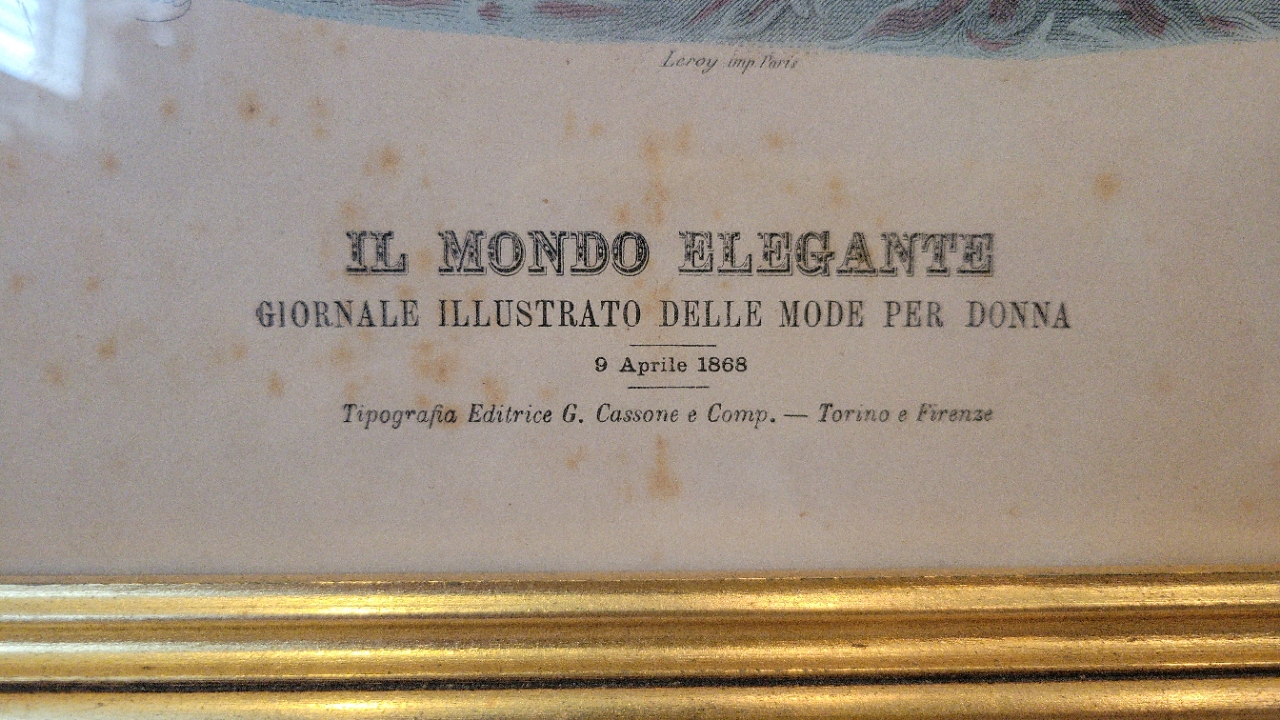 Leroy imp Paris
IL MONDO ELEGANTE
GIORNALE ILLUSTRATO DELLE MODE PER DONNA
9 Aprile 1868
Tipografia Editrice G. Cassone e Comp. — Torino e Firenze